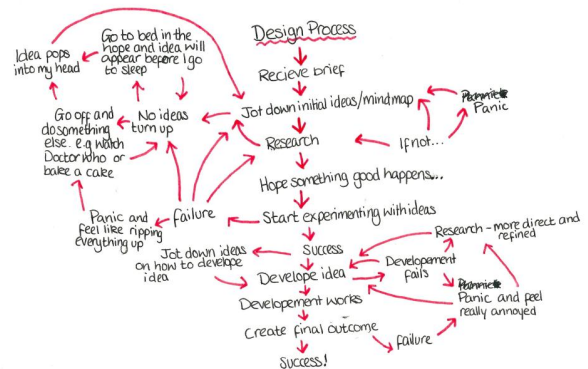 Design Process
Recieve brief
Jot down initial ideas/mindmap
Research
Hope something good happens...
Start experimenting with ideas
Success
Develope idea
Developement works
Create final outcome
Success!
Go to bed in the
hope and idea will
appear before I go
to sleep
Idea pops
into my head
Go off and
do something
else. e.g watch
Doctor Who or
bake a cake
No ideas
turn up
Panic and
feel like ripping
everything up
failure
Jot down ideas
on how to develope
idea
Panic
If not...
Research - more direct and
refined
Developement
fails
Panic and feel
really annoyed
failure